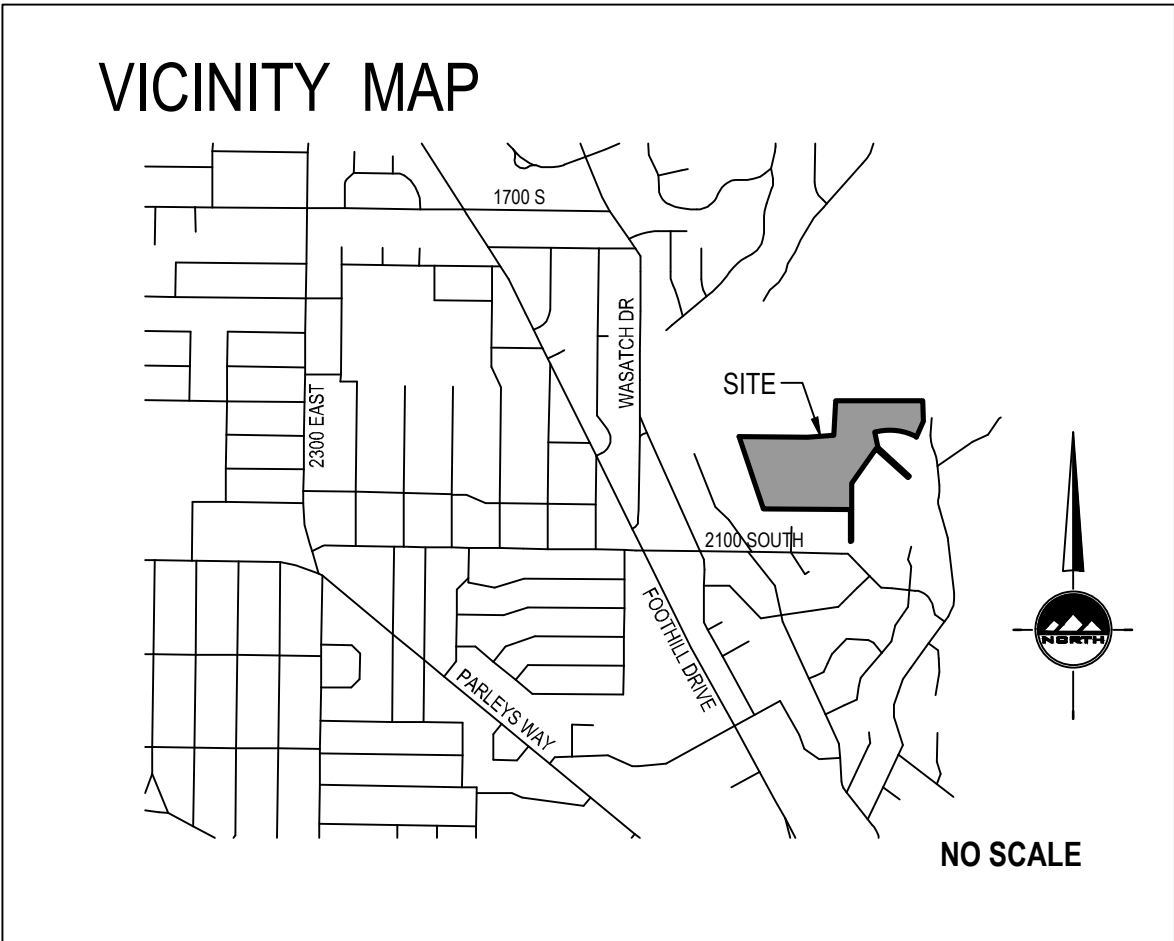 VICINITY MAP
1700 S
WASATCH DR
SITE
2300 EAST
2100 SOUTH
FOOTHILL DRIVE
NORTH
PARLEYS WAY
NO SCALE